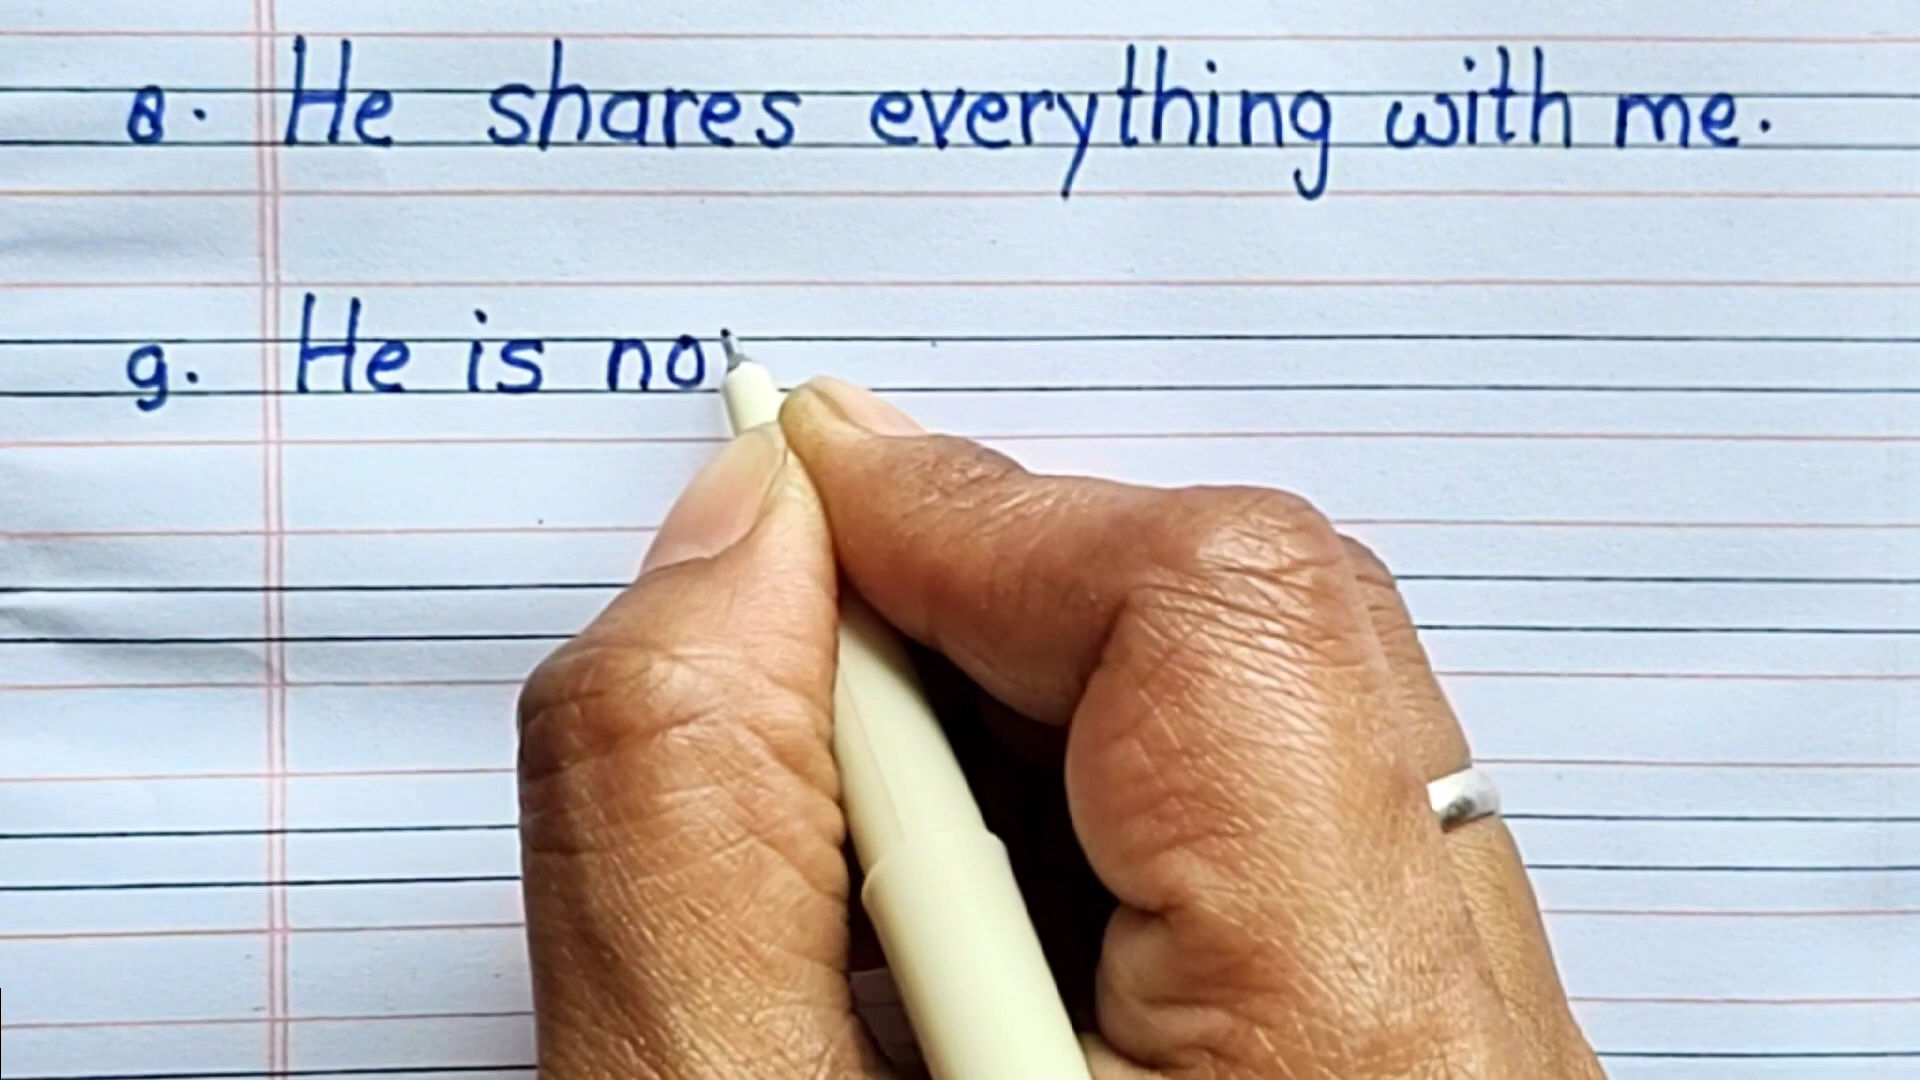 8. He shares everything with me.
9. He is no